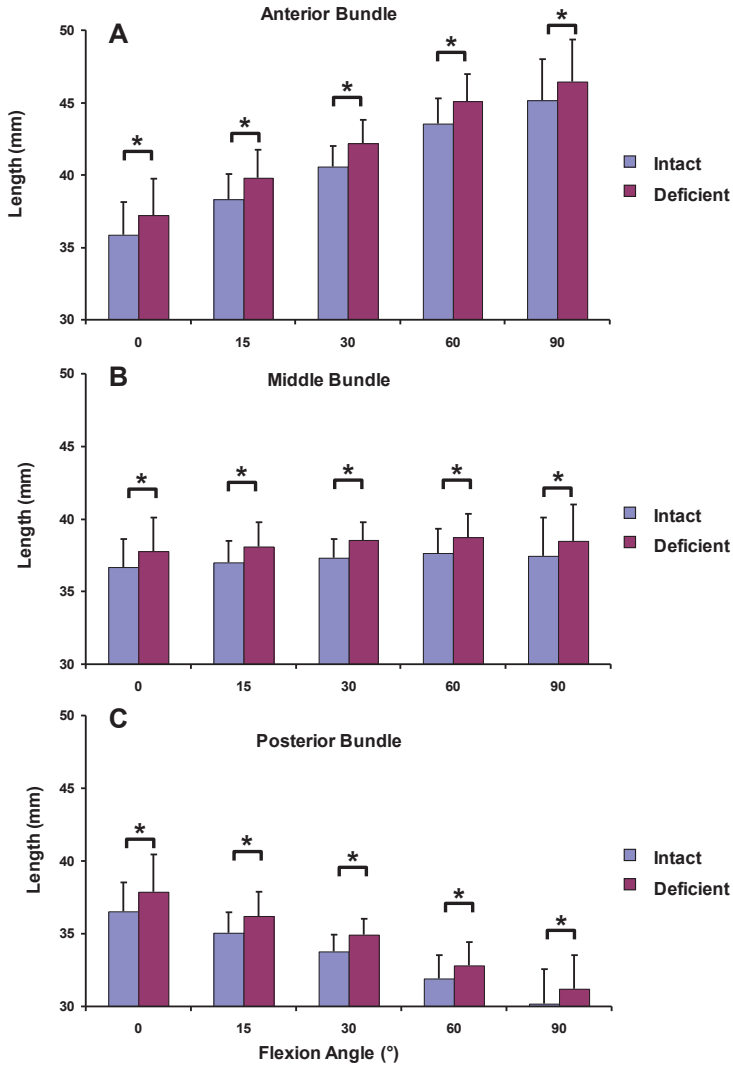 A
Anterior Bundle
Length (mm)
50
45
40
35
30
* * * * *
0 15 30 60 90
Intact
Deficient
B
Middle Bundle
Length (mm)
50
45
40
35
30
* * * * *
0 15 30 60 90
Intact
Deficient
C
Posterior Bundle
Length (mm)
50
45
40
35
30
* * * * *
0 15 30 60 90
Flexion Angle (°)
Intact
Deficient